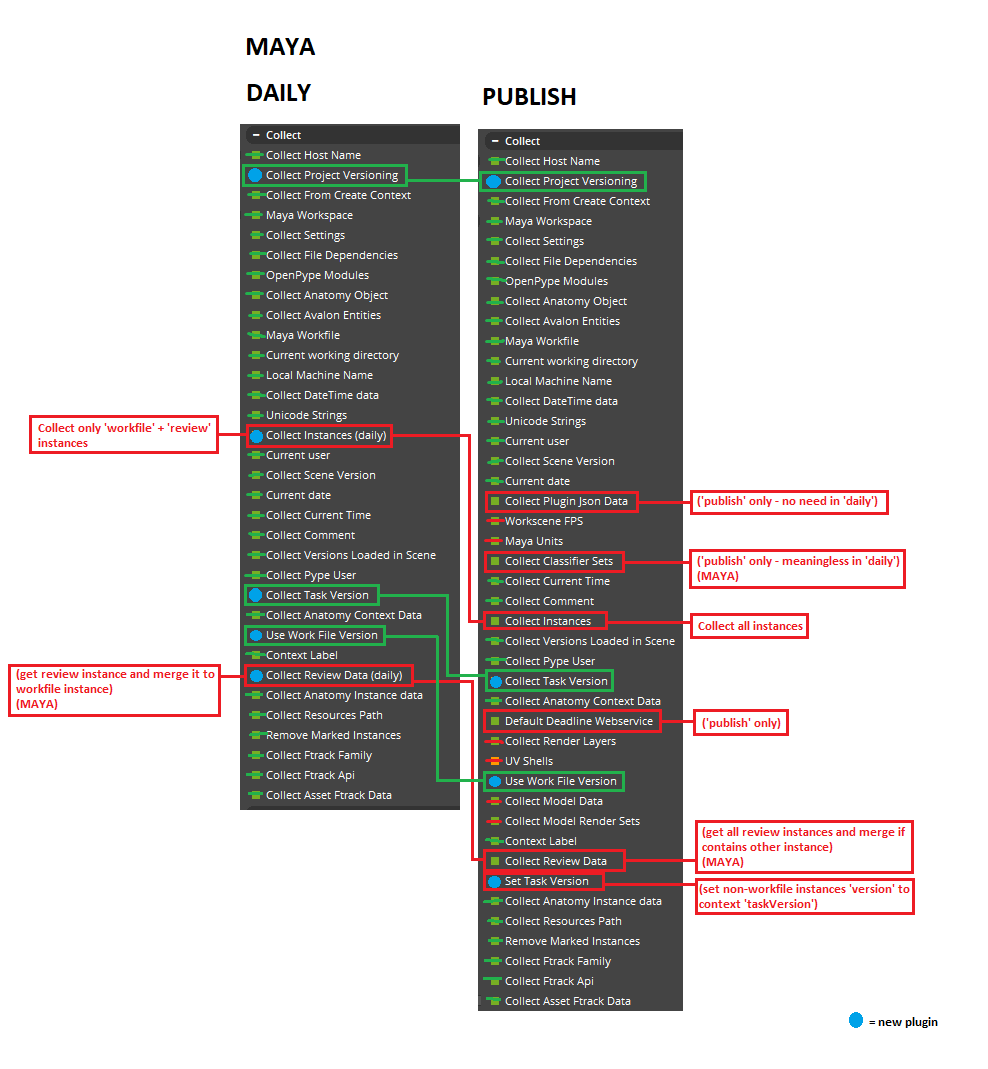 MAYA
DAILY
Collect
Collect Host Name
Collect Project Versioning
Collect From Create Context
Maya Workspace
Collect Settings
Collect File Dependencies
OpenPype Modules
Collect Anatomy Object
Collect Avalon Entities
Maya Workfile
Current working directory
Local Machine Name
Collect DateTime data
Unicode Strings
Collect Instances (daily)
Current user
Collect Scene Version
Current date
Collect Current Time
Collect Comment
Collect Versions Loaded in Scene
Collect Pype User
Collect Task Version
Collect Anatomy Context Data
Use Work File Version
Context Label
Collect Review Data (daily)
Collect Anatomy Instance data
Collect Resources Path
Remove Marked Instances
Collect Ftrack Family
Collect Ftrack Api
Collect Asset Ftrack Data
Collect only 'workfile' + 'review'
instances
(get review instance and merge it to
workfile instance)
(MAYA)
PUBLISH
Collect
Collect Host Name
Collect Project Versioning
Collect From Create Context
Maya Workspace
Collect Settings
Collect File Dependencies
OpenPype Modules
Collect Anatomy Object
Collect Avalon Entities
Maya Workfile
Current working directory
Local Machine Name
Collect DateTime data
Unicode Strings
Current user
Collect Scene Version
Current date
Collect Plugin Json Data
Workscene FPS
Maya Units
Collect Classifier Sets
Collect Current Time
Collect Comment
Collect Instances
Collect Versions Loaded in Scene
Collect Pype User
Collect Task Version
Collect Anatomy Context Data
Default Deadline Webservice
Collect Render Layers
UV Shells
Use Work File Version
Collect Model Data
Collect Model Render Sets
Context Label
Collect Review Data
Set Task Version
Collect Anatomy Instance data
Collect Resources Path
Remove Marked Instances
Collect Ftrack Family
Collect Ftrack Api
Collect Asset Ftrack Data
('publish' only - no need in 'daily')
('publish' only - meaningless in 'daily')
(MAYA)
Collect all instances
('publish' only)
(get all review instances and merge if
contains other instance)
(MAYA)
(set non-workfile instances 'version' to
context 'taskVersion')
= new plugin